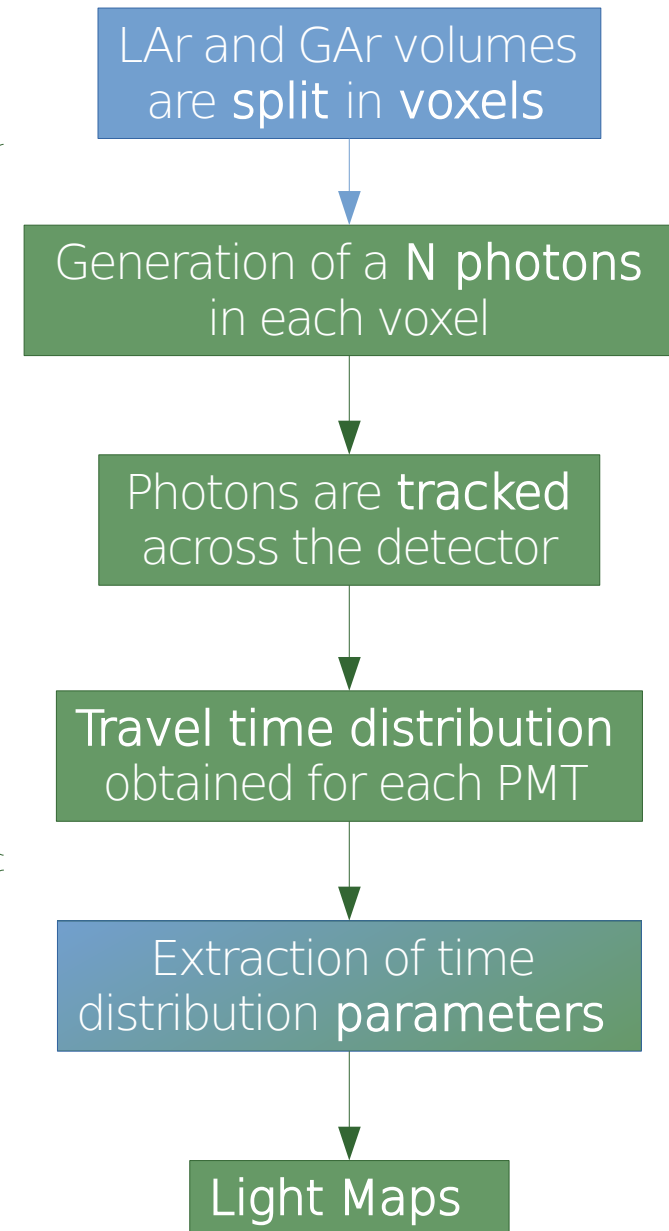 LAr and GAr volumes
are split in voxels
Generation of a N photons
in each voxel
Photons are tracked
across the detector
Travel time distribution
obtained for each PMT
Extraction of time
distribution parameters
Light Maps